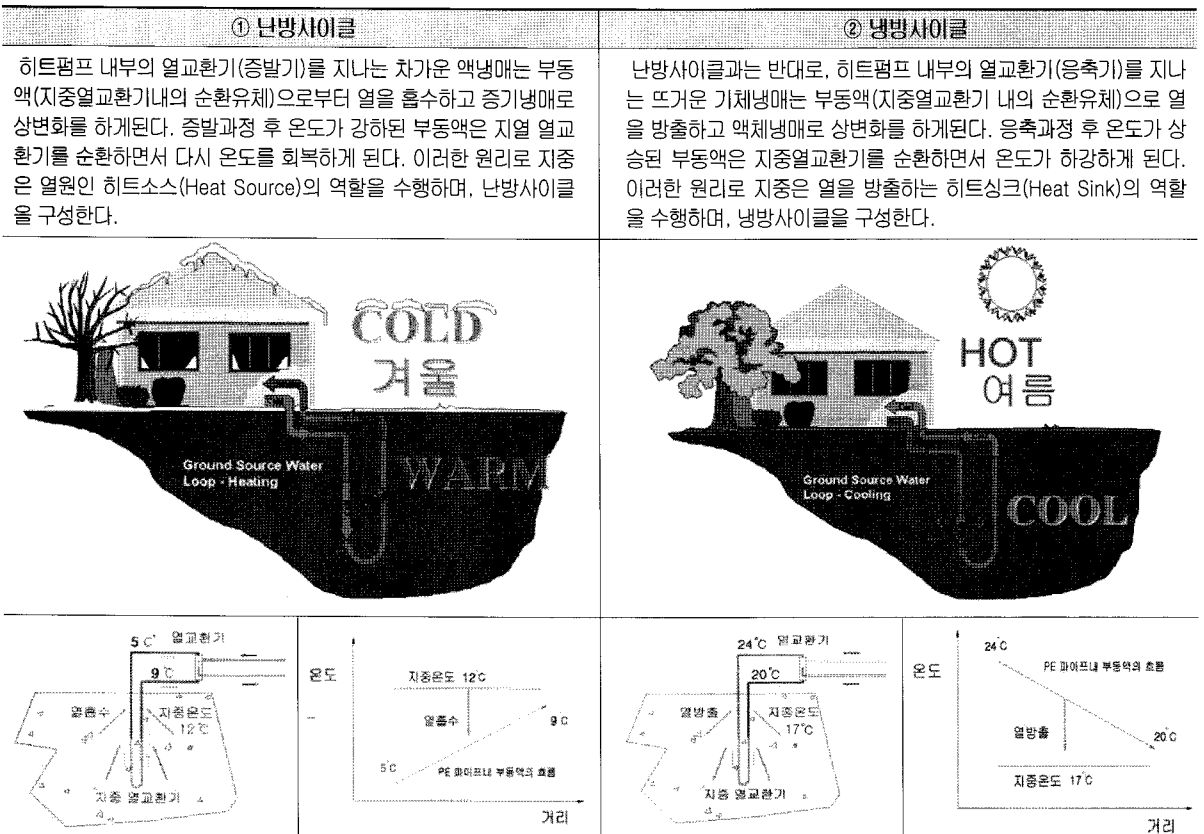 ① 난방사이클
히트펌프 내부의 열교환기(증발기)를 지나는 차가운 액냉매는 부동
액(지중열교환기내의 순환유체)으로부터 열을 흡수하고 증기냉매로
상변화를 하게된다. 증발과정 후 온도가 강하된 부동액은 지열 열교
환기를 순환하면서 다시 온도를 회복하게 된다. 이러한 원리로 지중
은 열원인 히트소스(Heat Source)의 역할을 수행하며, 난방사이클
을 구성한다.
② 냉방사이클
난방사이클과는 반대로, 히트펌프 내부의 열교환기(응축기)를 지나
는 뜨거운 기체냉매는 부동액(지중열교환기 내의 순환유체)으로 열
을 방출하고 액체냉매로 상변화를 하게된다. 응축과정 후 온도가 상
승된 부동액은 지중열교환기를 순환하면서 온도가 하강하게 된다.
이러한 원리로 지중은 열을 방출하는 히트싱크(Heat Sink)의 역할
을 수행하며, 냉방사이클을 구성한다.
COLD
겨울
Ground Source Water
Loop - Heating
WARM
HOT
여름
Ground Source Water
Loop - Cooling
COOL
5 C° 열교환기
9 C
열흡수
지중온도
12℃
지중 열교환기
온도
지중온도 12℃
열흡수
9 C
5℃
PE 파이프내 부동액의 흐름
거리
24℃ 열교환기
20℃
열방출
지중온도
17℃
지중 열교환기
온도
24℃
PE 파이프내 부동액의 흐름
열방출
20℃
지중온도 17℃
거리